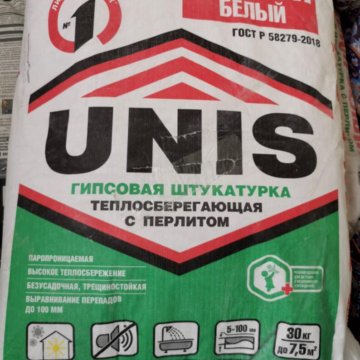 №1
БЕЛЫЙ
ГОСТ Р 58279-2018
UNIS
ГИПСОВАЯ ШТУКАТУРКА
ТЕПЛОСБЕРЕГАЮЩАЯ
С ПЕРЛИТОМ
ПАРОПРОНИЦАЕМАЯ
ВЫСОКОЕ ТЕПЛОСБЕРЕЖЕНИЕ
БЕЗУСАДОЧНАЯ, ТРЕЩИНОСТОЙКАЯ
ВЫРАВНИВАНИЕ ПЕРЕПАДОВ
ДО 100 ММ
5-100 мм
30 КГ
ДО 7,5 м²